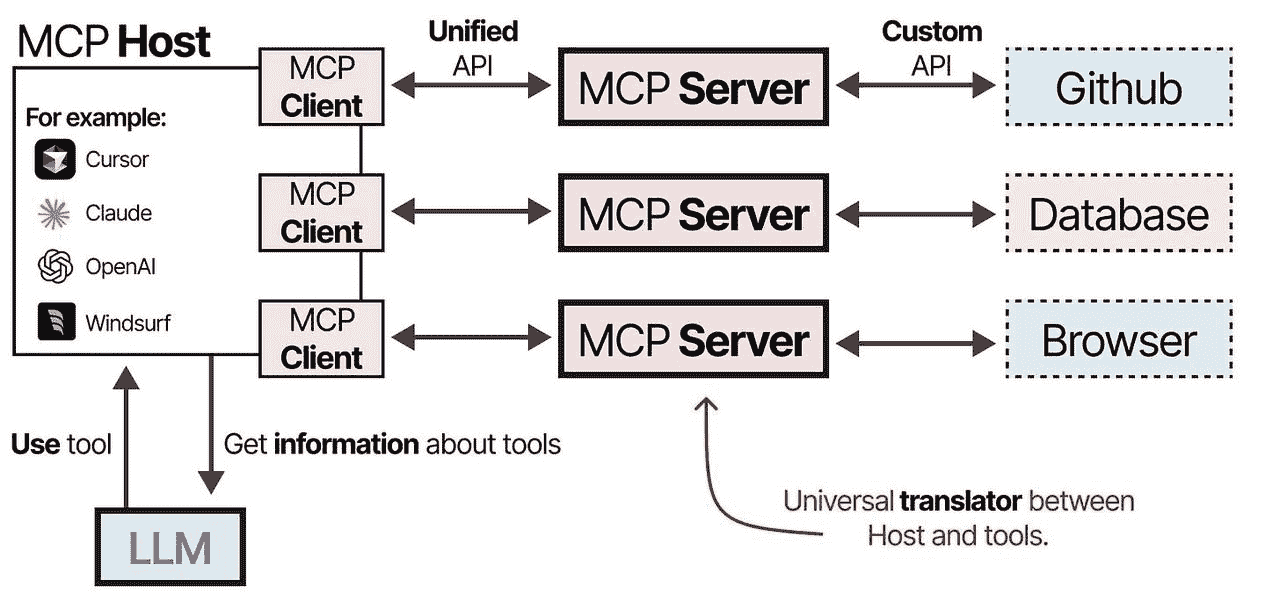 MCP Host
For example:
Cursor
Claude
OpenAI
Windsurf
MCP
Client
MCP
Client
MCP
Client
Unified
API
MCP Server
MCP Server
MCP Server
Custom
API
Github
Database
Browser
Use tool
Get information about tools
LLM
Universal translator between
Host and tools.